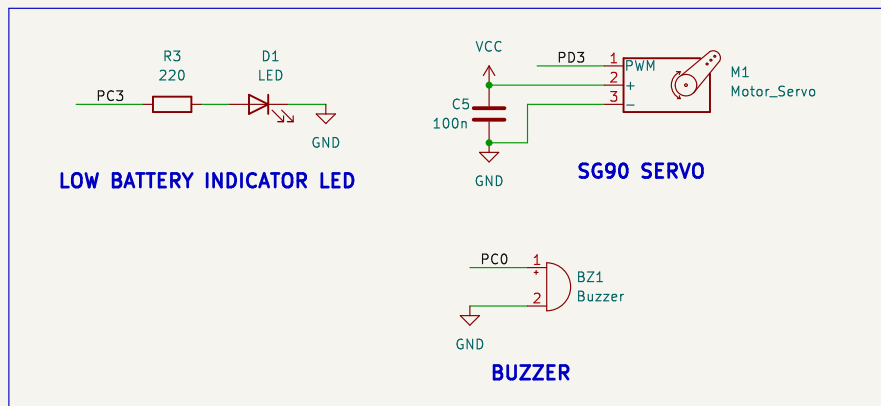 R3
220
PC3
D1
LED
GND
LOW BATTERY INDICATOR LED
VCC
C5
100n
GND
PD3
1
2
3
PWM
+
-
M1
Motor_Servo
SG90 SERVO
PC0
1
+
2
BZ1
Buzzer
GND
BUZZER